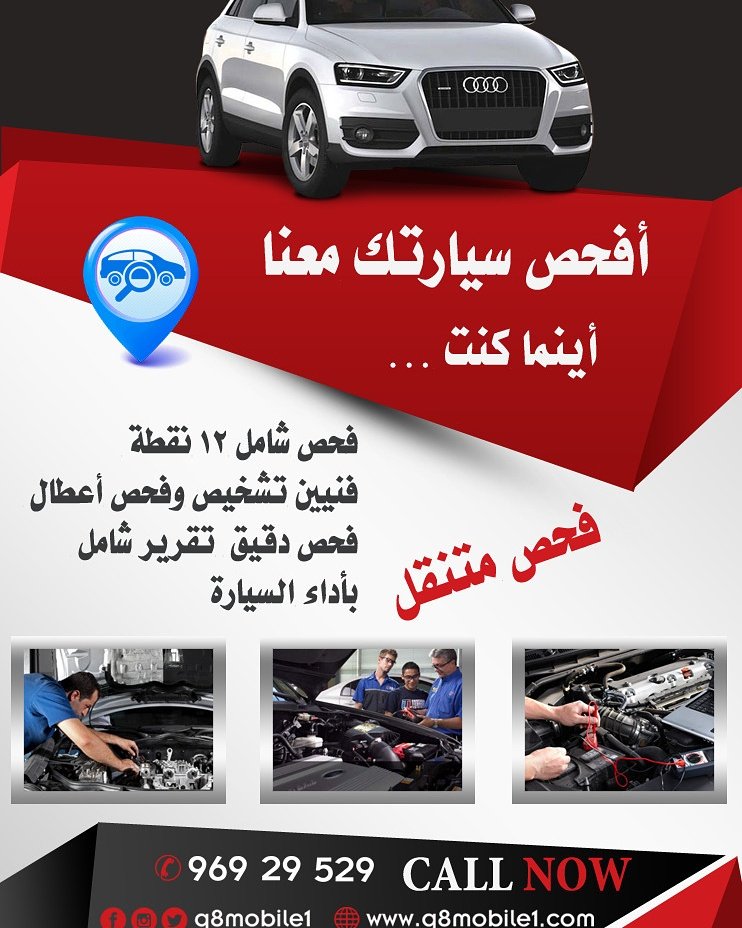 أفحص سيارتك معنا
أينما كنت ...
فحص شامل ١٢ نقطة
فنيين تشخيص وفحص أعطال
فحص دقيق تقرير شامل
بأداء السيارة
فحص متنقل
969 29 529 CALL NOW
q8mobile1 www.q8mobile1.com